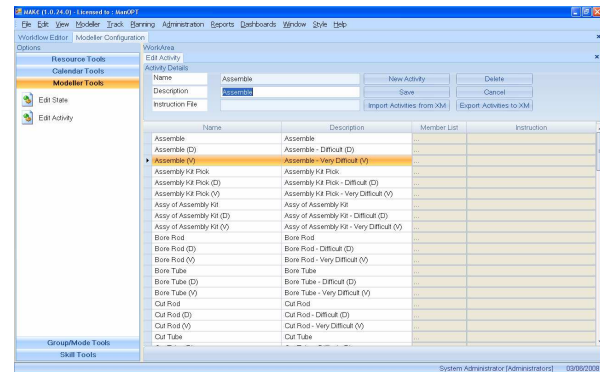 MAKE (1.0.24.0) - Licensed to : ManOPT
File Edit View Modeller Track Planning Administration Reports Dashboards Window Style Help
Workflow Editor Modeller Configuration
Options WorkArea
Resource Tools
Calendar Tools
Modeller Tools
Edit State
Edit Activity
Group/Mode Tools
Skill Tools
Edit Activity
Activity Details
Name Assemble New Activity Delete
Description Assemble Save Cancel
Instruction File Import Activities from XM Export Activities to XM
Name Description Member List Instruction
Assemble Assemble ...
Assemble (D) Assemble - Difficult (D) ...
Assemble (V) Assemble - Very Difficult (V) ...
Assembly Kit Pick Assembly Kit Pick ...
Assembly Kit Pick (D) Assembly Kit Pick - Difficult (D) ...
Assembly Kit Pick (V) Assembly Kit Pick - Very Difficult (V) ...
Assy of Assembly Kit Assy of Assembly Kit ...
Assy of Assembly Kit (D) Assy of Assembly Kit - Difficult (D) ...
Assy of Assembly Kit (V) Assy of Assembly Kit - Very Difficult (V) ...
Bore Rod Bore Rod ...
Bore Rod (D) Bore Rod - Difficult (D) ...
Bore Rod (V) Bore Rod - Very Difficult (V) ...
Bore Tube Bore Tube ...
Bore Tube (D) Bore Tube - Difficult (D) ...
Bore Tube (V) Bore Tube - Very Difficult (V) ...
Cut Rod Cut Rod ...
Cut Rod (D) Cut Rod - Difficult (D) ...
Cut Rod (V) Cut Rod - Very Difficult (V) ...
Cut Tube Cut Tube ...
System Administrator [Administrators] 03/06/2008